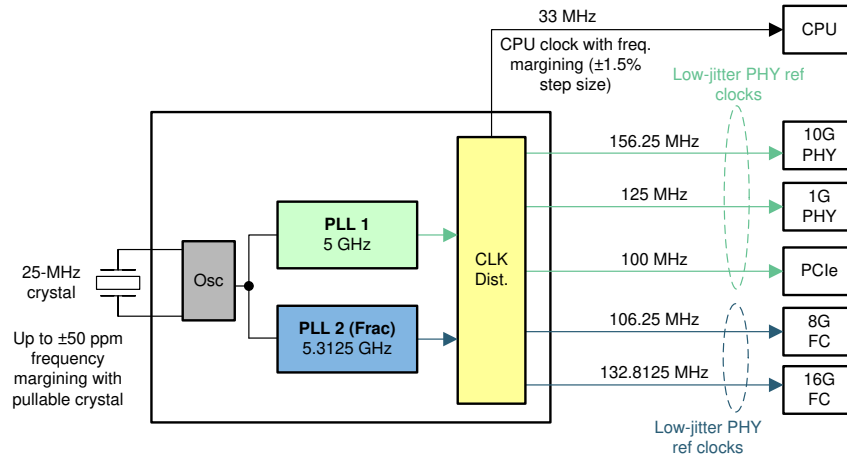 33 MHz
CPU clock with freq.
margining (±1.5%
step size)
CPU
Low-jitter PHY ref
clocks
156.25 MHz
10G
PHY
125 MHz
1G
PHY
100 MHz
PCIe
106.25 MHz
8G
FC
132.8125 MHz
16G
FC
Low-jitter PHY
ref clocks
CLK
Dist.
PLL 1
5 GHz
PLL 2 (Frac)
5.3125 GHz
Osc
25-MHz
crystal
Up to ±50 ppm
frequency
margining with
pullable crystal